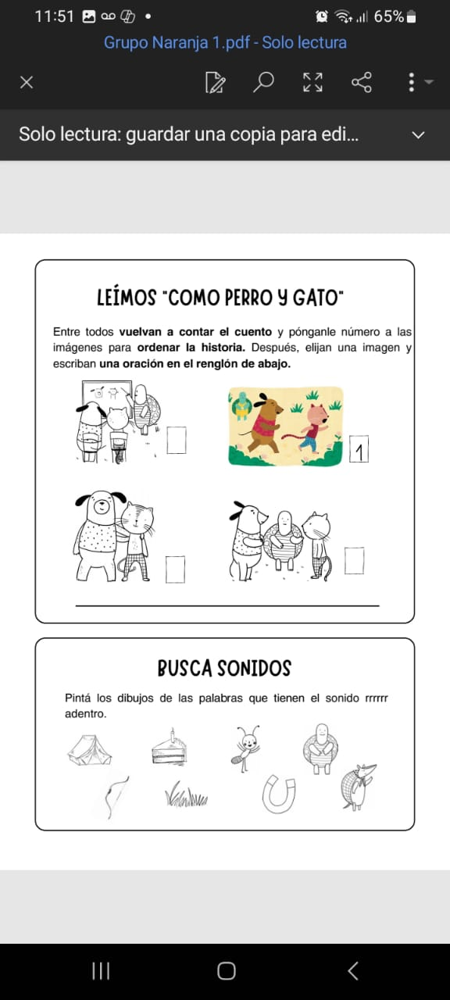 11:51
65%
Grupo Naranja 1.pdf - Solo lectura
Solo lectura: guardar una copia para edi...
LEÍMOS "COMO PERRO Y GATO"
Entre todos vuelvan a contar el cuento y pónganle número a las
imágenes para ordenar la historia. Después, elijan una imagen y
escriban una oración en el renglón de abajo.
1
BUSCA SONIDOS
Pintá los dibujos de las palabras que tienen el sonido rrrrrr
adentro.